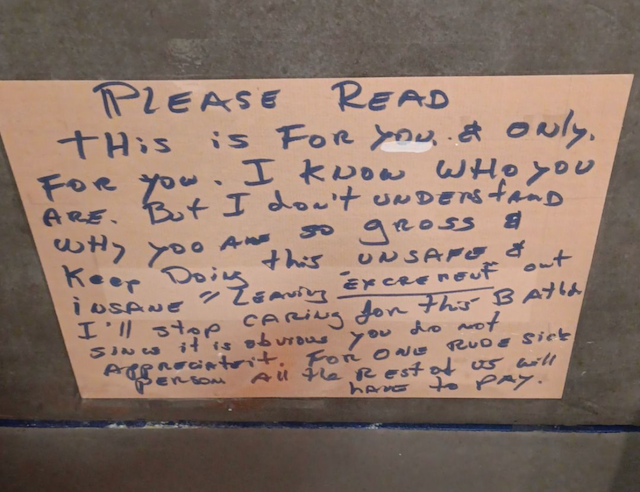 PLEASE READ
THis is FOR you. & ONly.
FOR you. I KNOW WHO you
ARE. But I don't UNDERStAND
WHY you ARE so gROSS &
Keep Doing this UNSAFE &
iNSANE "LEAVING EXCREMENT" out
I'll stop CARING for this BAthR
SINCE it is obvious you do not
APPRECIATE it. FOR ONE RUDE sick
pERSON All the REst of us will
HAVE to PAY.